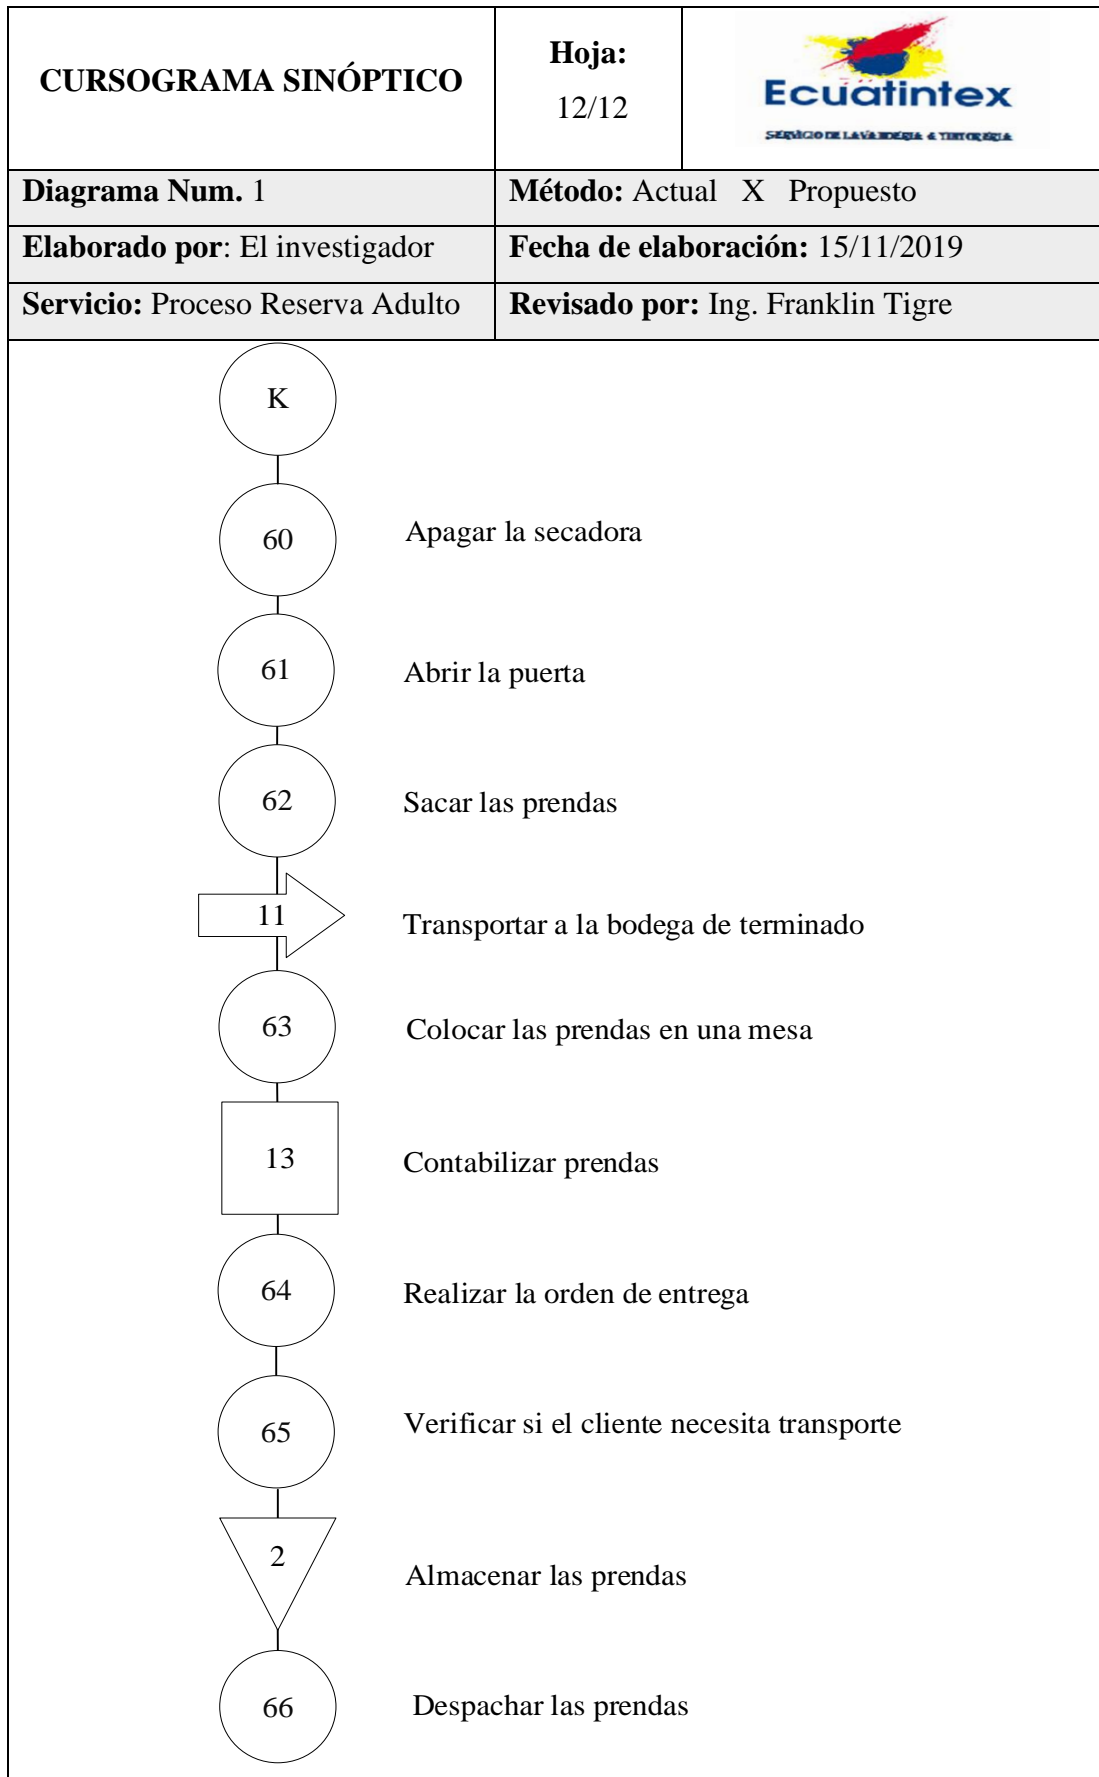 CURSOGRAMA SINÓPTICO
Hoja:
12/12
Ecuatintex
SERVICIO DE LAVANDERIA & TINTORERIA
Diagrama Num. 1
Método: Actual X Propuesto
Elaborado por: El investigador
Fecha de elaboración: 15/11/2019
Servicio: Proceso Reserva Adulto
Revisado por: Ing. Franklin Tigre
K
60 Apagar la secadora
61 Abrir la puerta
62 Sacar las prendas
11 Transportar a la bodega de terminado
63 Colocar las prendas en una mesa
13 Contabilizar prendas
64 Realizar la orden de entrega
65 Verificar si el cliente necesita transporte
2 Almacenar las prendas
66 Despachar las prendas